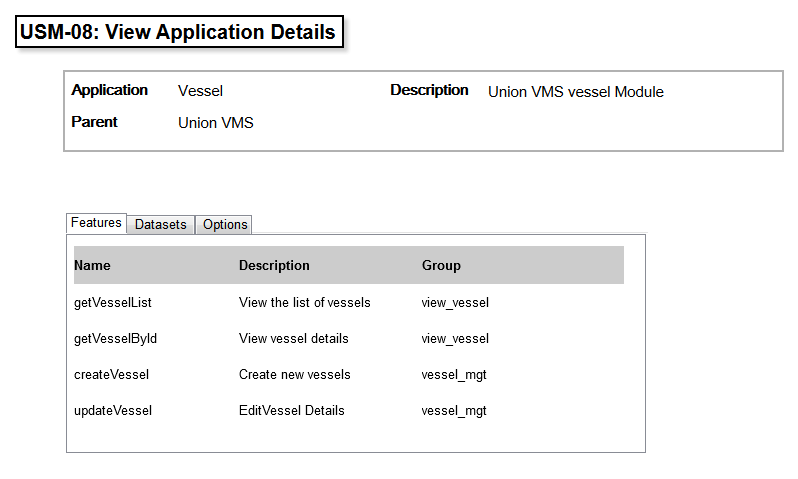 USM-08: View Application Details
Application Vessel Description Union VMS vessel Module
Parent Union VMS
Features Datasets Options
Name Description Group
getVesselList View the list of vessels view_vessel
getVesselById View vessel details view_vessel
createVessel Create new vessels vessel_mgt
updateVessel EditVessel Details vessel_mgt